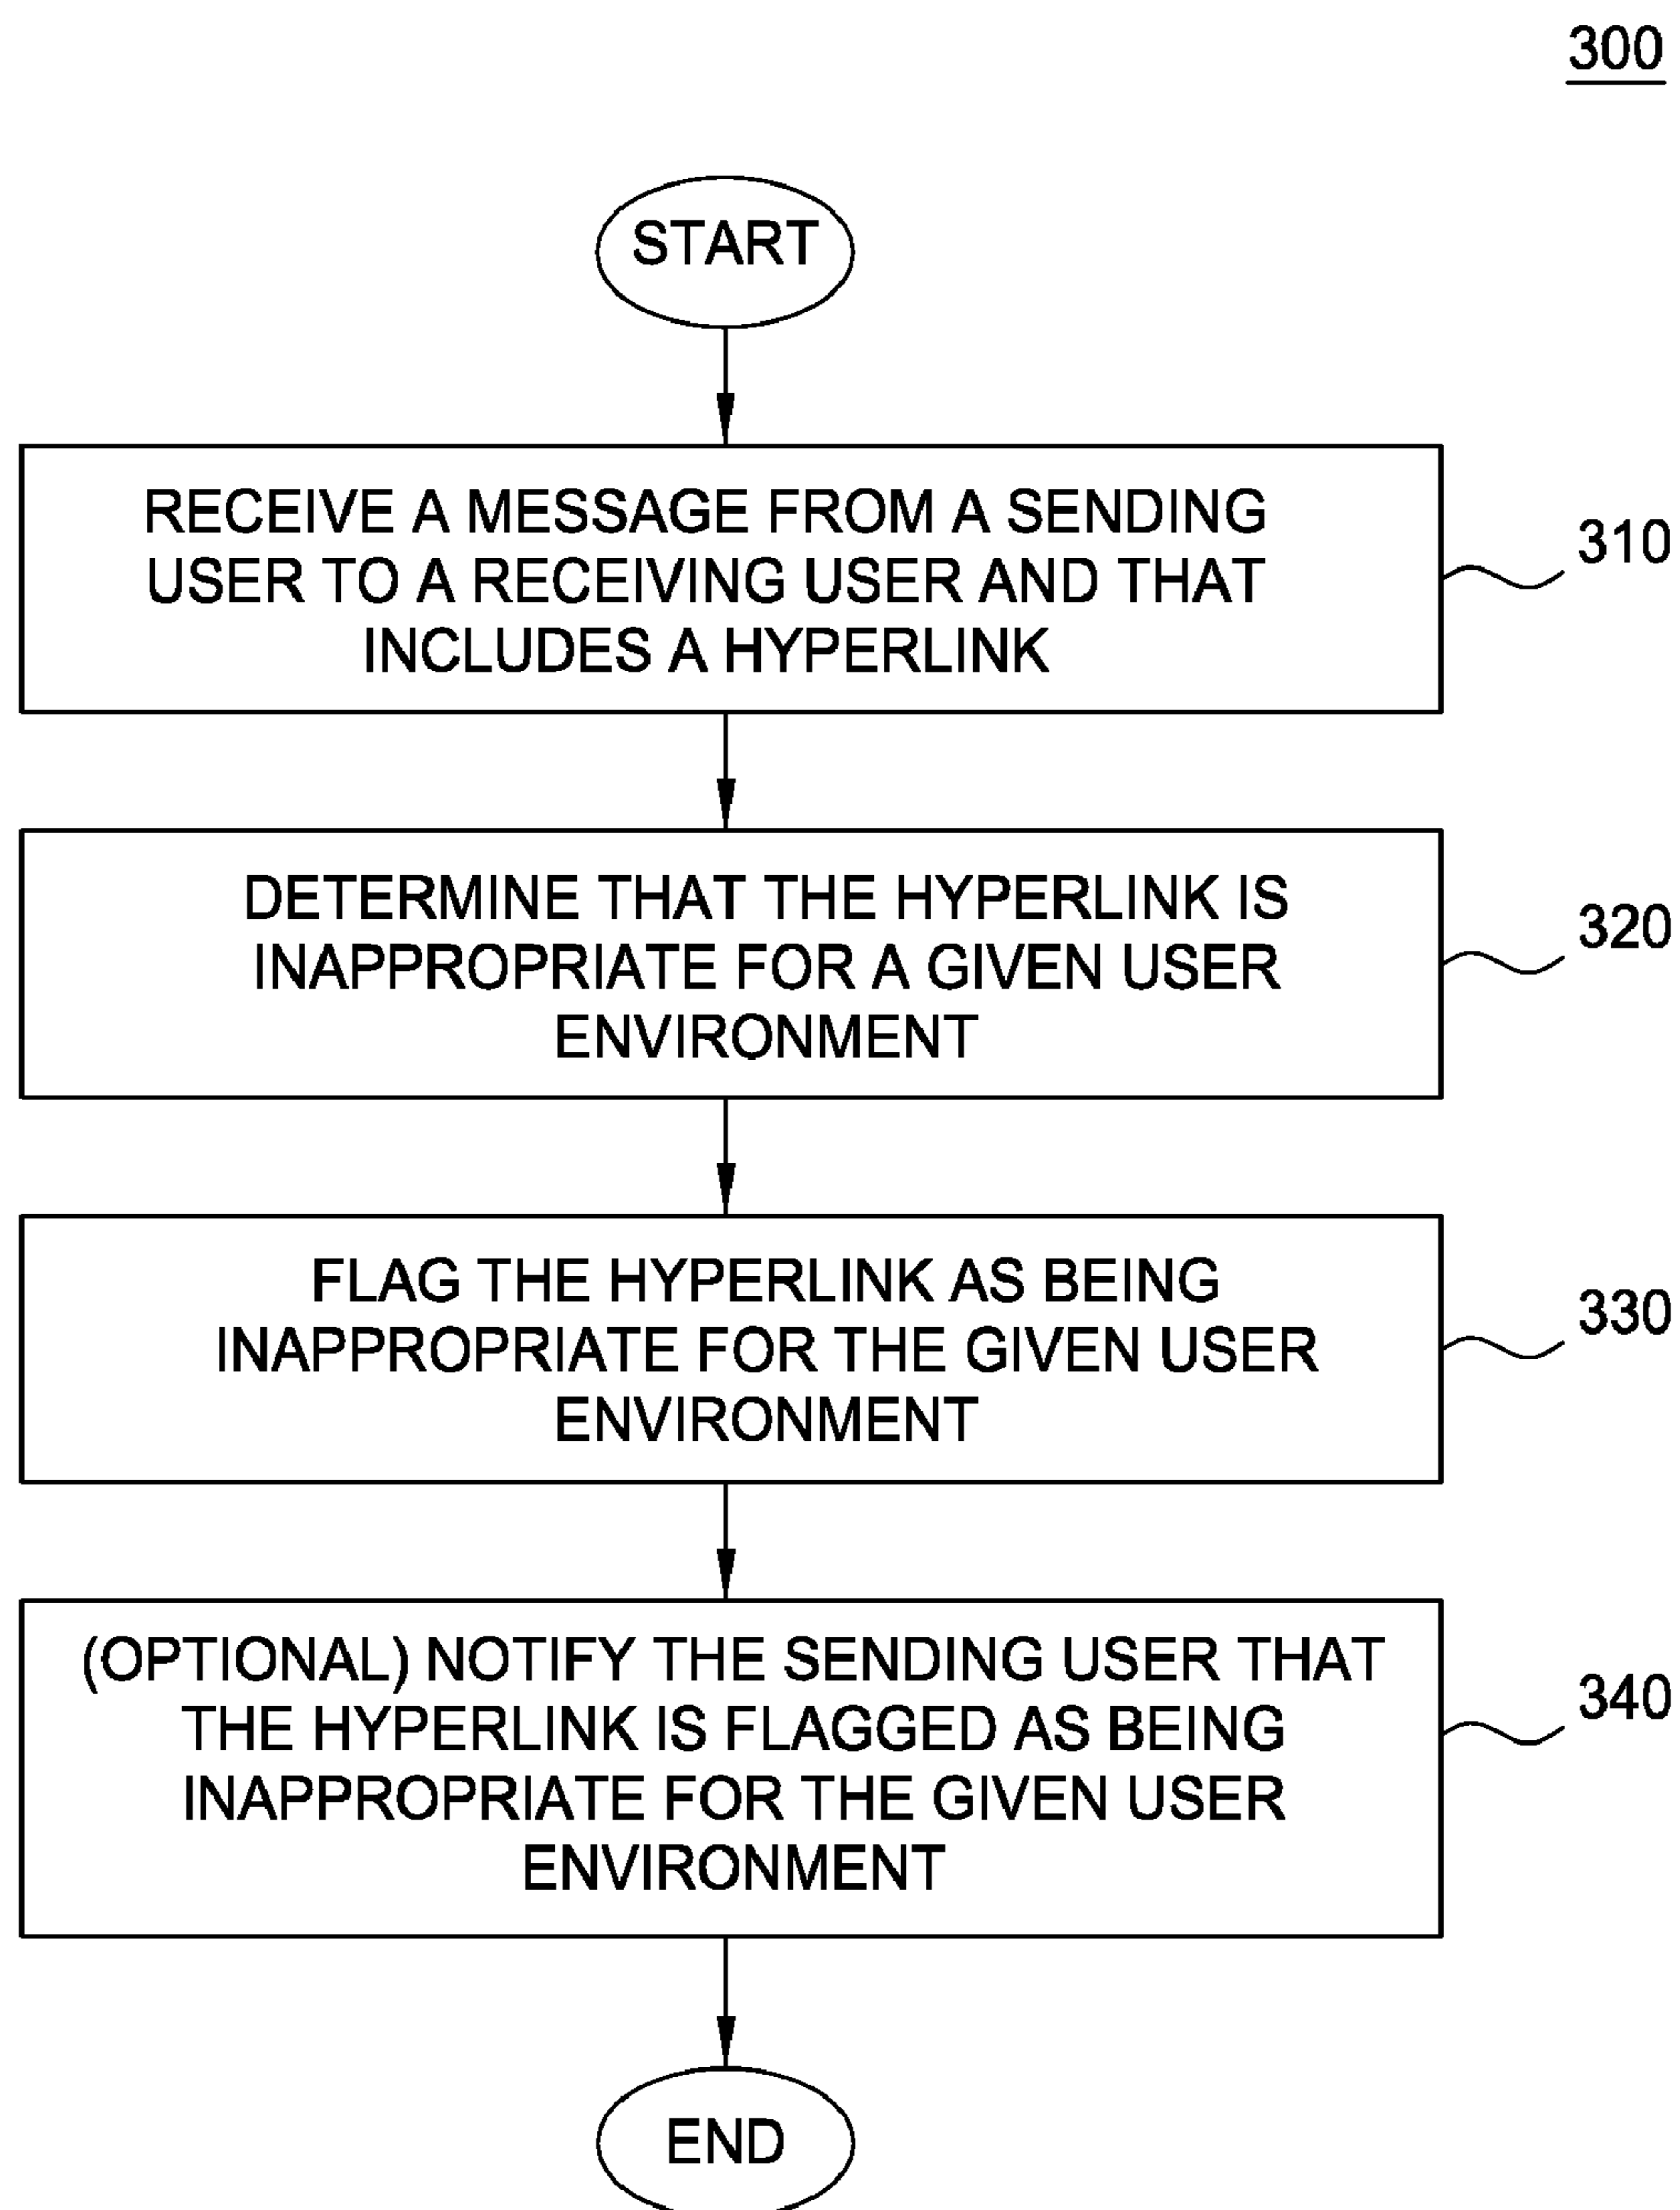 300
START
RECEIVE A MESSAGE FROM A SENDING
USER TO A RECEIVING USER AND THAT
INCLUDES A HYPERLINK
310
DETERMINE THAT THE HYPERLINK IS
INAPPROPRIATE FOR A GIVEN USER
ENVIRONMENT
320
FLAG THE HYPERLINK AS BEING
INAPPROPRIATE FOR THE GIVEN USER
ENVIRONMENT
330
(OPTIONAL) NOTIFY THE SENDING USER THAT
THE HYPERLINK IS FLAGGED AS BEING
INAPPROPRIATE FOR THE GIVEN USER
ENVIRONMENT
340
END